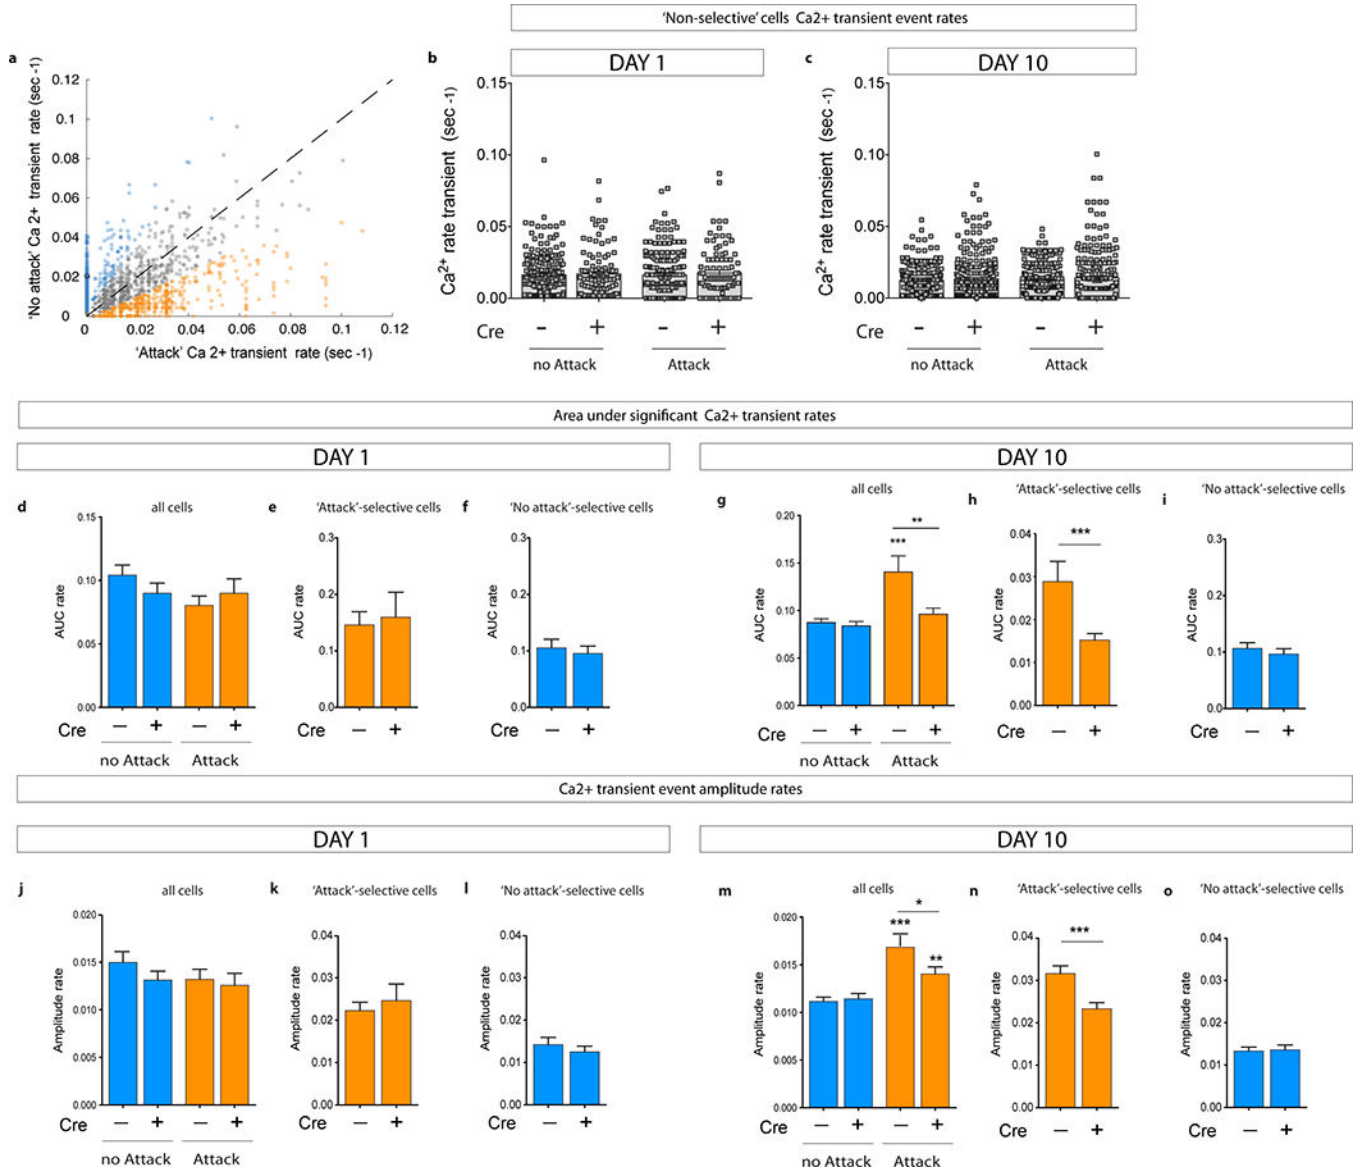 'Non-selective' cells Ca2+ transient event rates
a
b
DAY 1
c
DAY 10
'No attack' Ca 2+ transient rate (sec -1)
0.12
0.1
0.08
0.06
0.04
0.02
0
0
0.02
0.04
0.06
0.08
0.1
0.12
'Attack' Ca 2+ transient rate (sec -1)
Ca2+ rate transient (sec -1)
0.15
0.10
0.05
0.00
Cre - + - +
no Attack Attack
Ca2+ rate transient (sec -1)
0.15
0.10
0.05
0.00
Cre - + - +
no Attack Attack
Area under significant Ca2+ transient rates
DAY 1
DAY 10
d
all cells
AUC rate
0.15
0.10
0.05
0.00
Cre — + — +
no Attack Attack
e
'Attack'-selective cells
AUC rate
0.3
0.2
0.1
0.0
— +
f
'No attack'-selective cells
AUC rate
0.3
0.2
0.1
0.0
— +
g
all cells
AUC rate
0.20
0.15
0.10
0.05
0.00
**
***
Cre — + — +
no Attack Attack
h
'Attack'-selective cells
AUC rate
0.04
0.03
0.02
0.01
0.00
***
— +
i
'No attack'-selective cells
AUC rate
0.3
0.2
0.1
0.0
— +
Ca2+ transient event amplitude rates
DAY 1
DAY 10
j
all cells
Amplitude rate
0.020
0.015
0.010
0.005
0.000
Cre — + — +
no Attack Attack
k
'Attack'-selective cells
Amplitude rate
0.04
0.03
0.02
0.01
0.00
— +
l
'No attack'-selective cells
Amplitude rate
0.04
0.03
0.02
0.01
0.00
— +
m
all cells
Amplitude rate
0.020
0.015
0.010
0.005
0.000
*
***
**
Cre — + — +
no Attack Attack
n
'Attack'-selective cells
Amplitude rate
0.04
0.03
0.02
0.01
0.00
***
— +
o
'No attack'-selective cells
Amplitude rate
0.04
0.03
0.02
0.01
0.00
— +